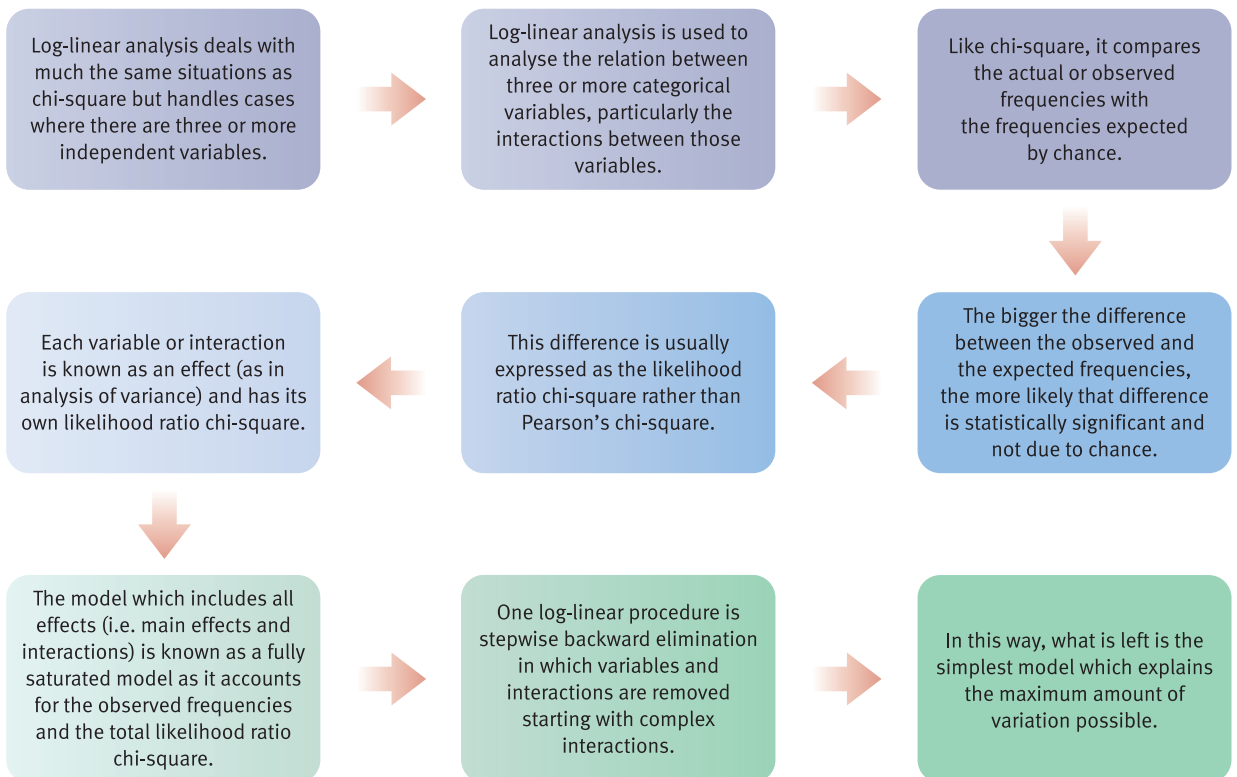 Log-linear analysis deals with
much the same situations as
chi-square but handles cases
where there are three or more
independent variables.
Log-linear analysis is used to
analyse the relation between
three or more categorical
variables, particularly the
interactions between those
variables.
Like chi-square, it compares
the actual or observed
frequencies with
the frequencies expected
by chance.
The bigger the difference
between the observed and
the expected frequencies,
the more likely that difference
is statistically significant and
not due to chance.
This difference is usually
expressed as the likelihood
ratio chi-square rather than
Pearson’s chi-square.
Each variable or interaction
is known as an effect (as in
analysis of variance) and has its
own likelihood ratio chi-square.
The model which includes all
effects (i.e. main effects and
interactions) is known as a fully
saturated model as it accounts
for the observed frequencies
and the total likelihood ratio
chi-square.
One log-linear procedure is
stepwise backward elimination
in which variables and
interactions are removed
starting with complex
interactions.
In this way, what is left is the
simplest model which explains
the maximum amount of
variation possible.